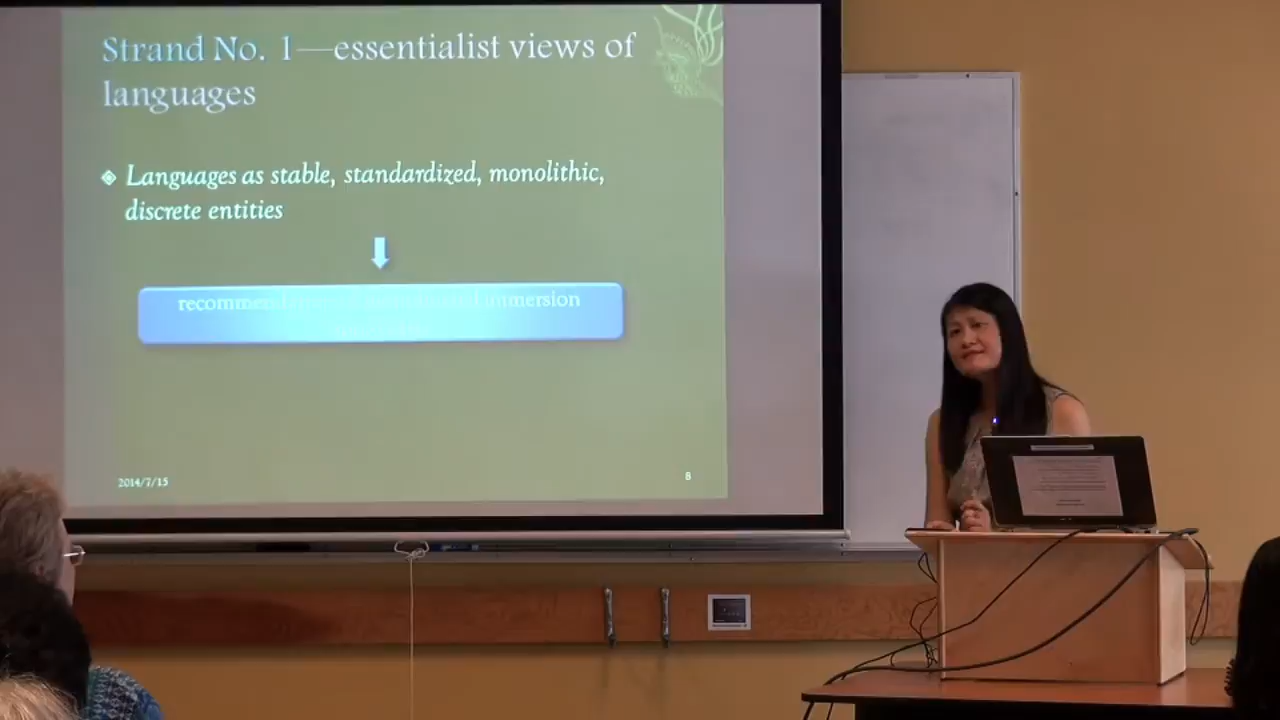 Strand No. 1—essentialist views of
languages
Languages as stable, standardized, monolithic,
discrete entities
immersion
2014/7/15
8